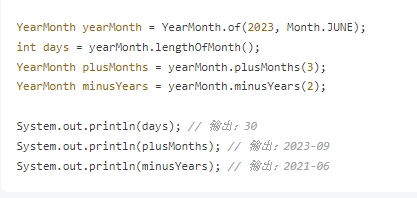 YearMonth yearMonth = YearMonth.of(2023, Month.JUNE);
int days = yearMonth.lengthOfMonth();
YearMonth plusMonths = yearMonth.plusMonths(3);
YearMonth minusYears = yearMonth.minusYears(2);
System.out.println(days); // 输出：30
System.out.println(plusMonths); // 输出：2023-09
System.out.println(minusYears); // 输出：2021-06